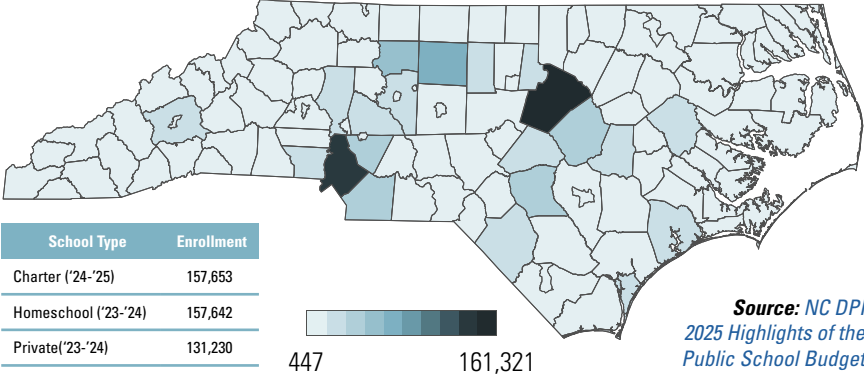 School Type Enrollment
Charter (‘24-’25) 157,653
Homeschool (‘23-’24) 157,642
Private(‘23-’24) 131,230
447 161,321
Source: NC DPI
2025 Highlights of the
Public School Budget